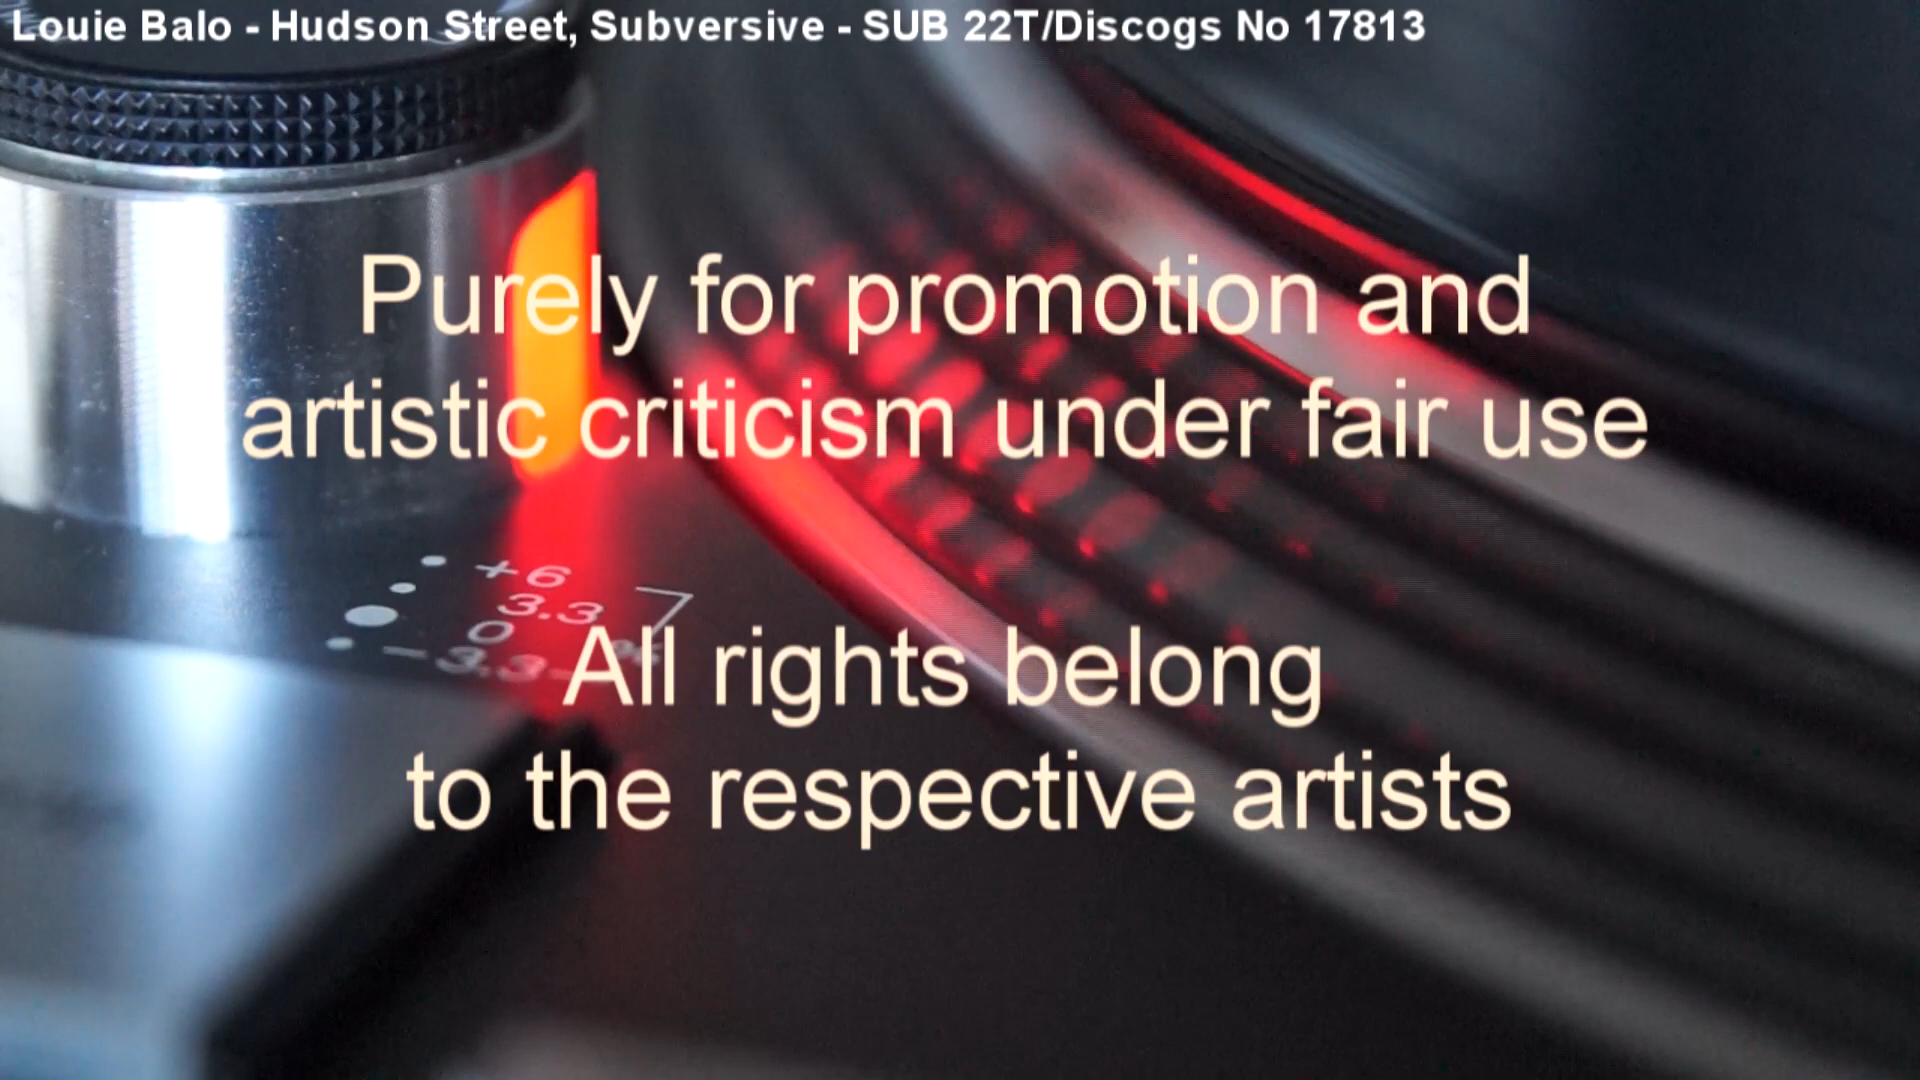 Louie Balo - Hudson Street, Subversive - SUB 22T/Discogs No 17813
Purely for promotion and
artistic criticism under fair use
+6
3.3
0
-3.3
All rights belong
to the respective artists